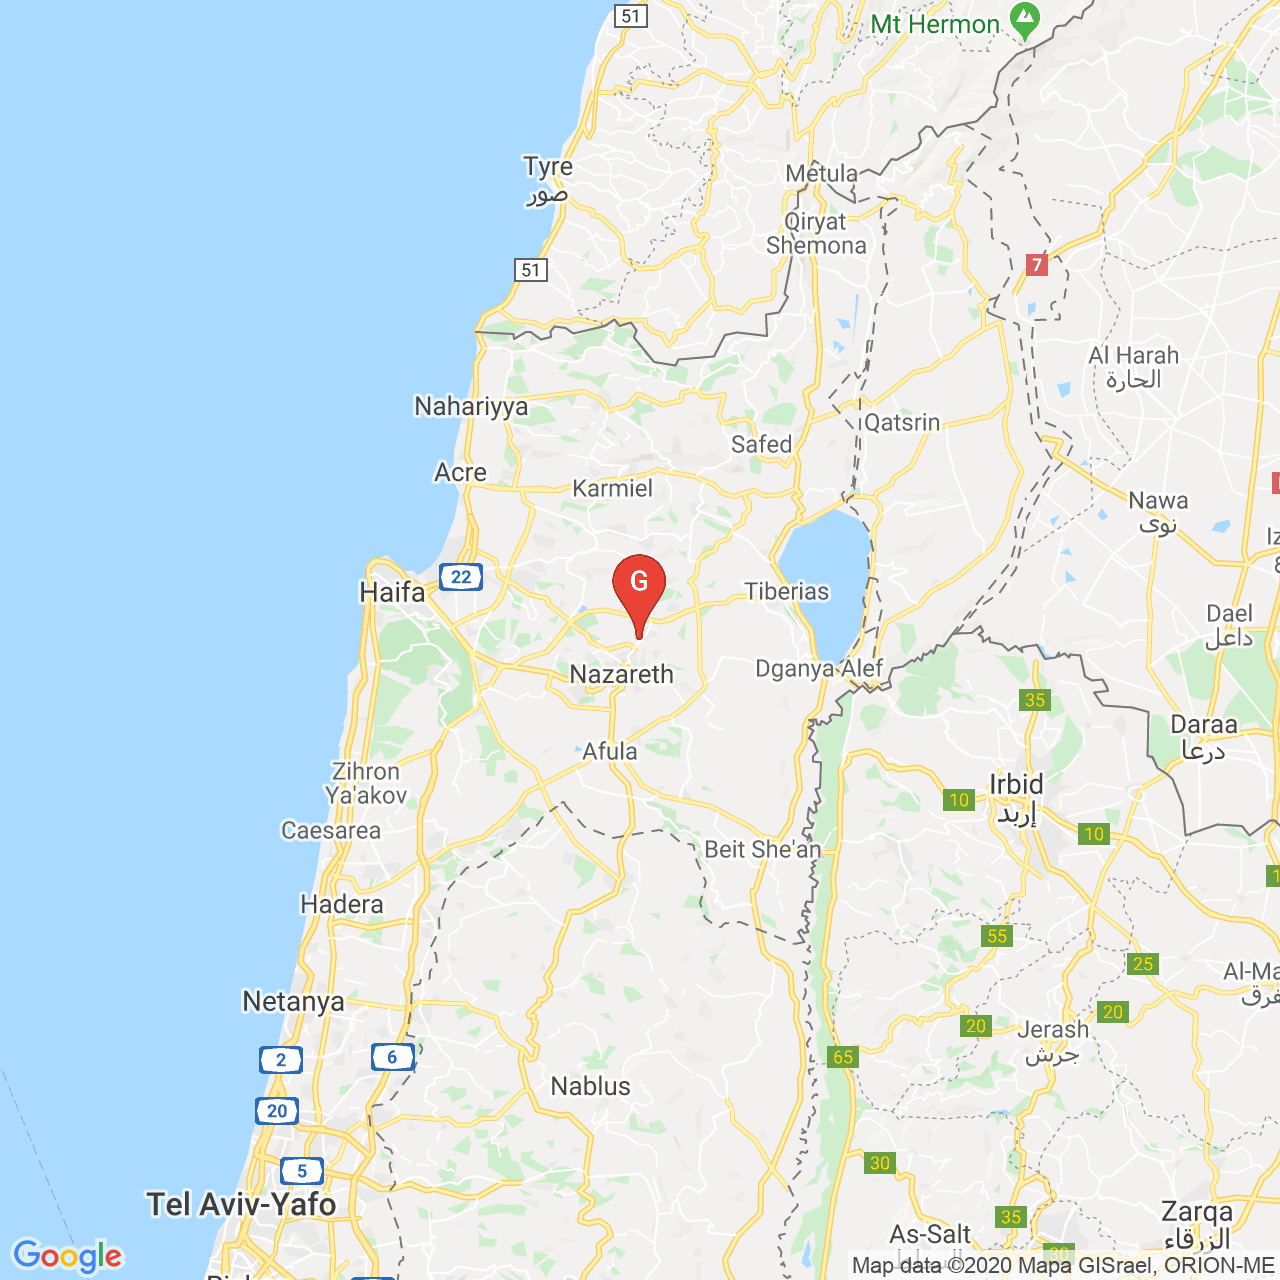 51
Mt Hermon
Tyre
صور
Metula
Qiryat
Shemona
51
7
Al Harah
الحارة
Nahariyya
Qatsrin
Safed
Acre
Karmiel
Nawa
نوى
22
G
Haifa
Tiberias
Dael
داعل
Nazareth
Dganya Alef
35
Daraa
درعا
Afula
Zihron
Ya'akov
Irbid
إربد
10
Caesarea
10
Beit She'an
Hadera
55
25
Netanya
20
20
Jerash
جرش
2
6
65
Nablus
20
5
30
Tel Aviv-Yafo
35
Zarqa
الزرقاء
As-Salt
30
Google
Map data ©2020 Mapa GISrael, ORION-ME